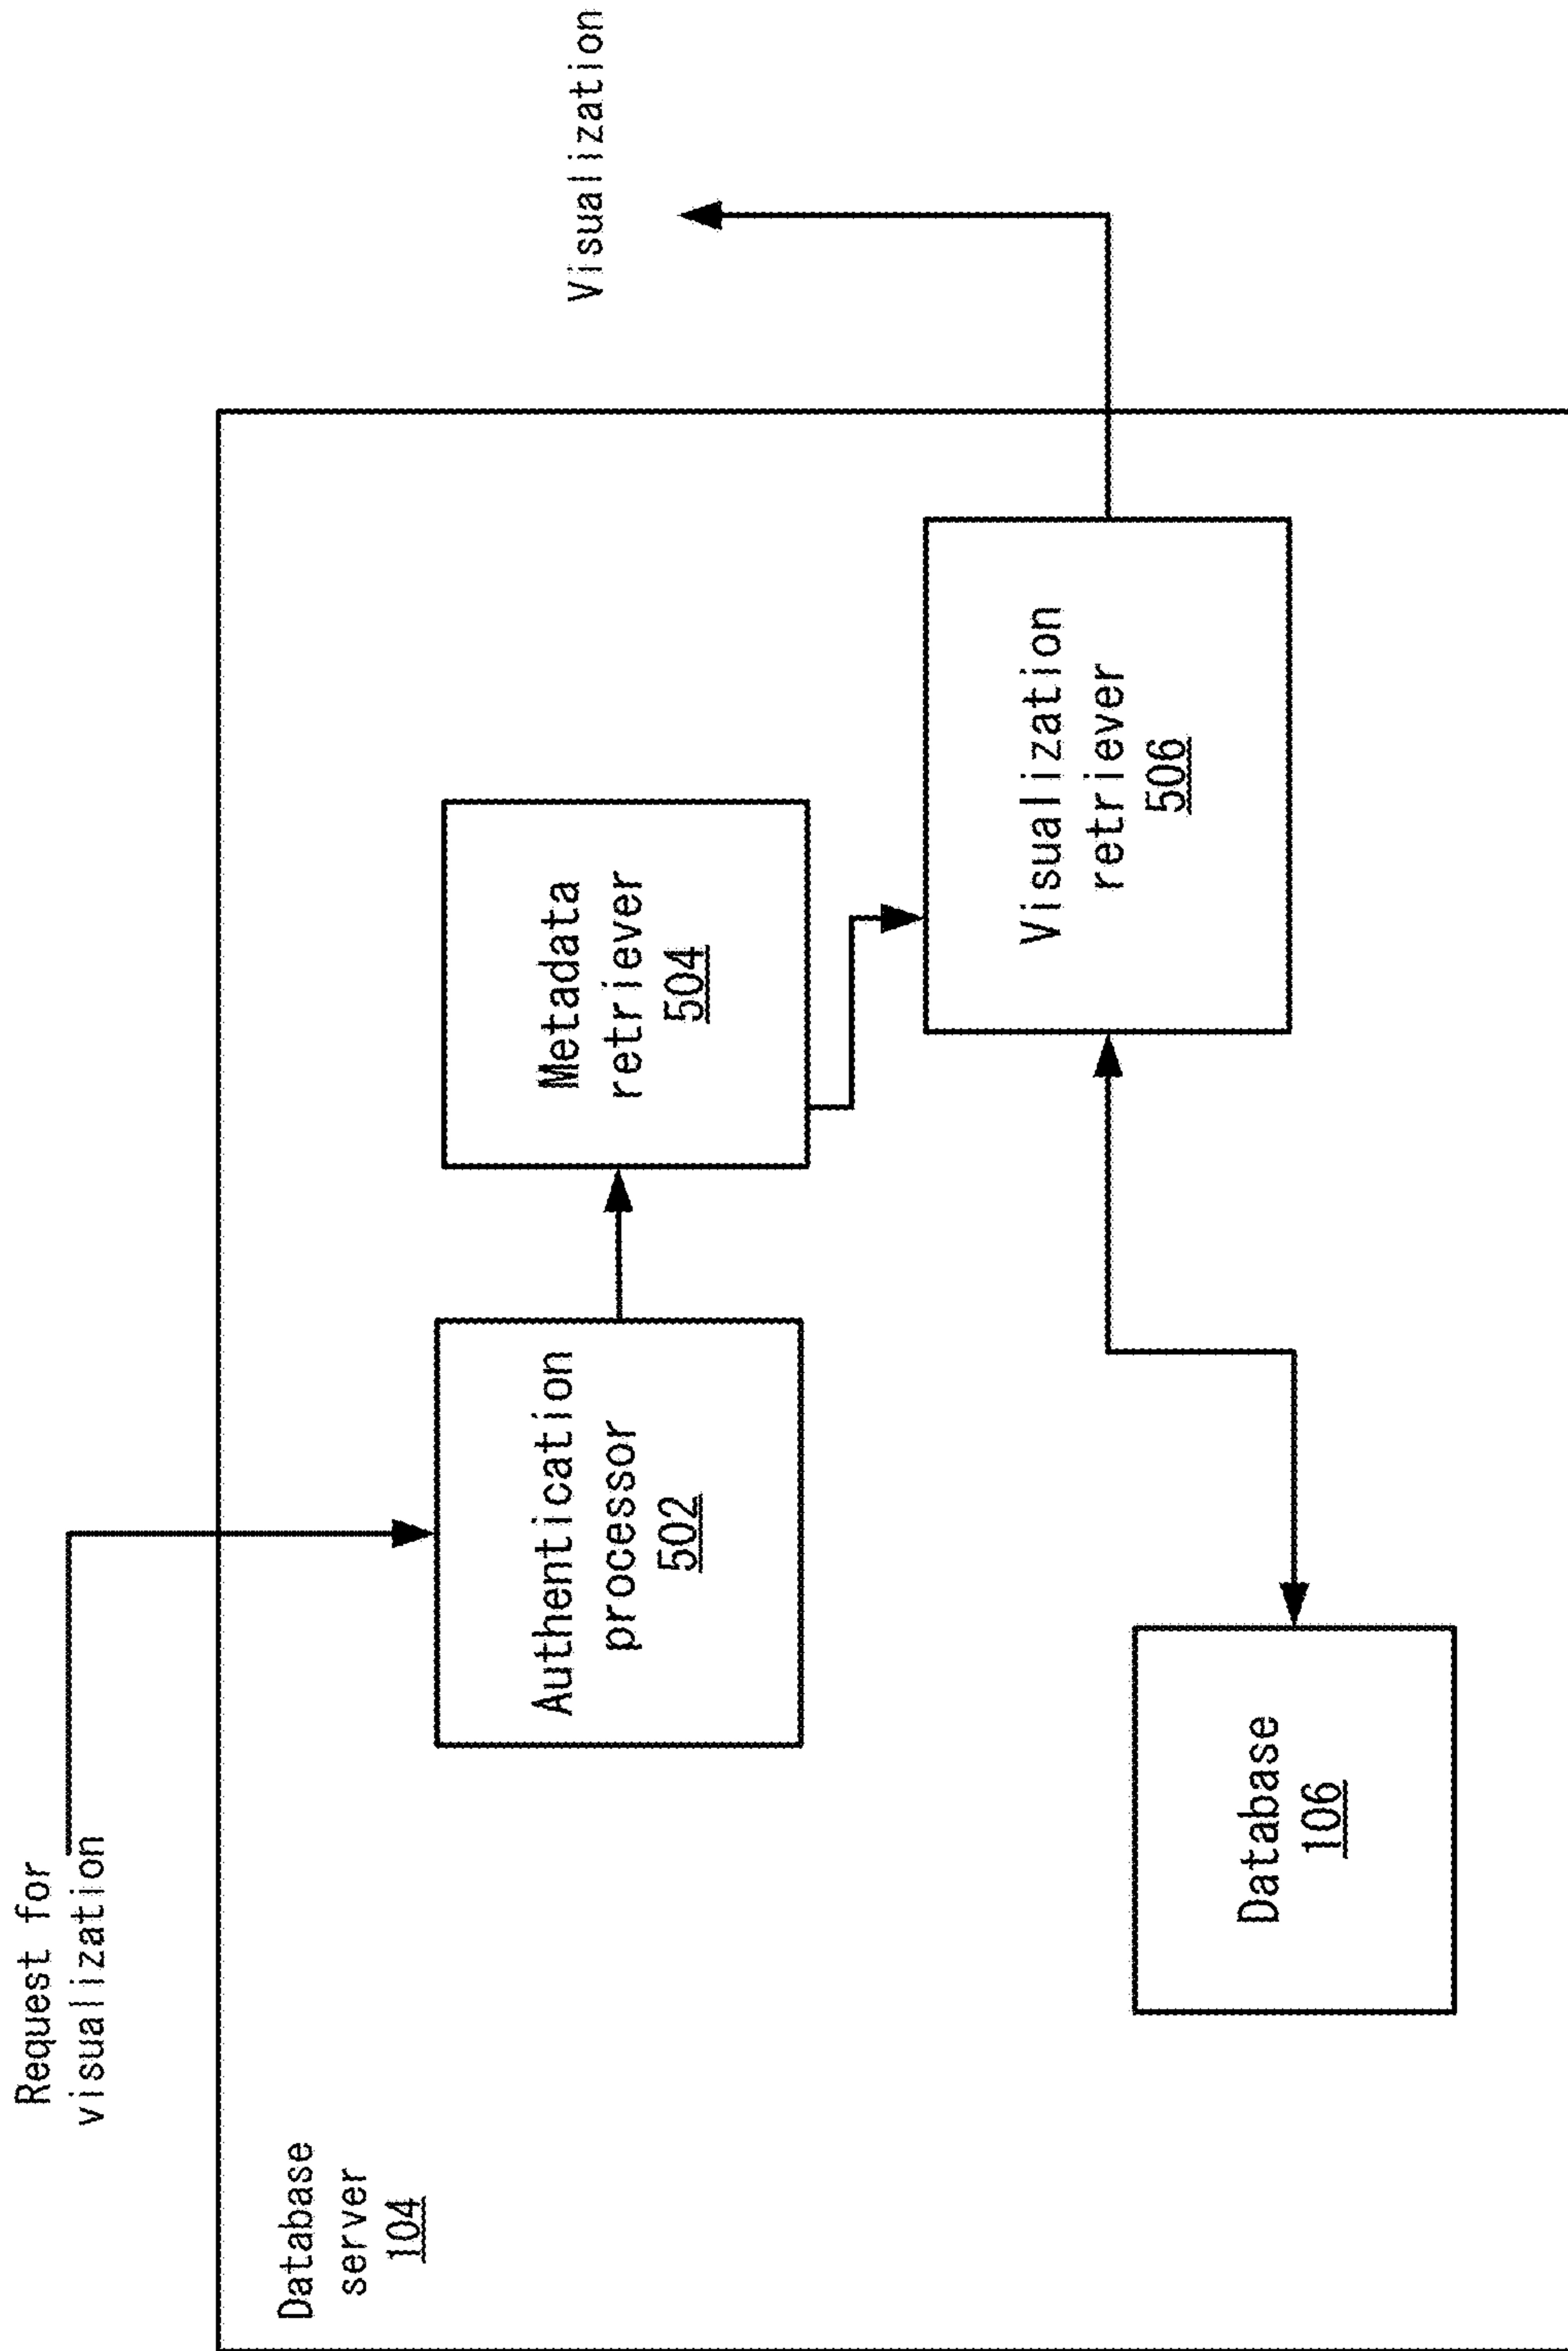 Request for
visualization
Database
server
104
Authentication
processor
502
Metadata
retriever
504
Visualization
Database
106
Visualization
retriever
506